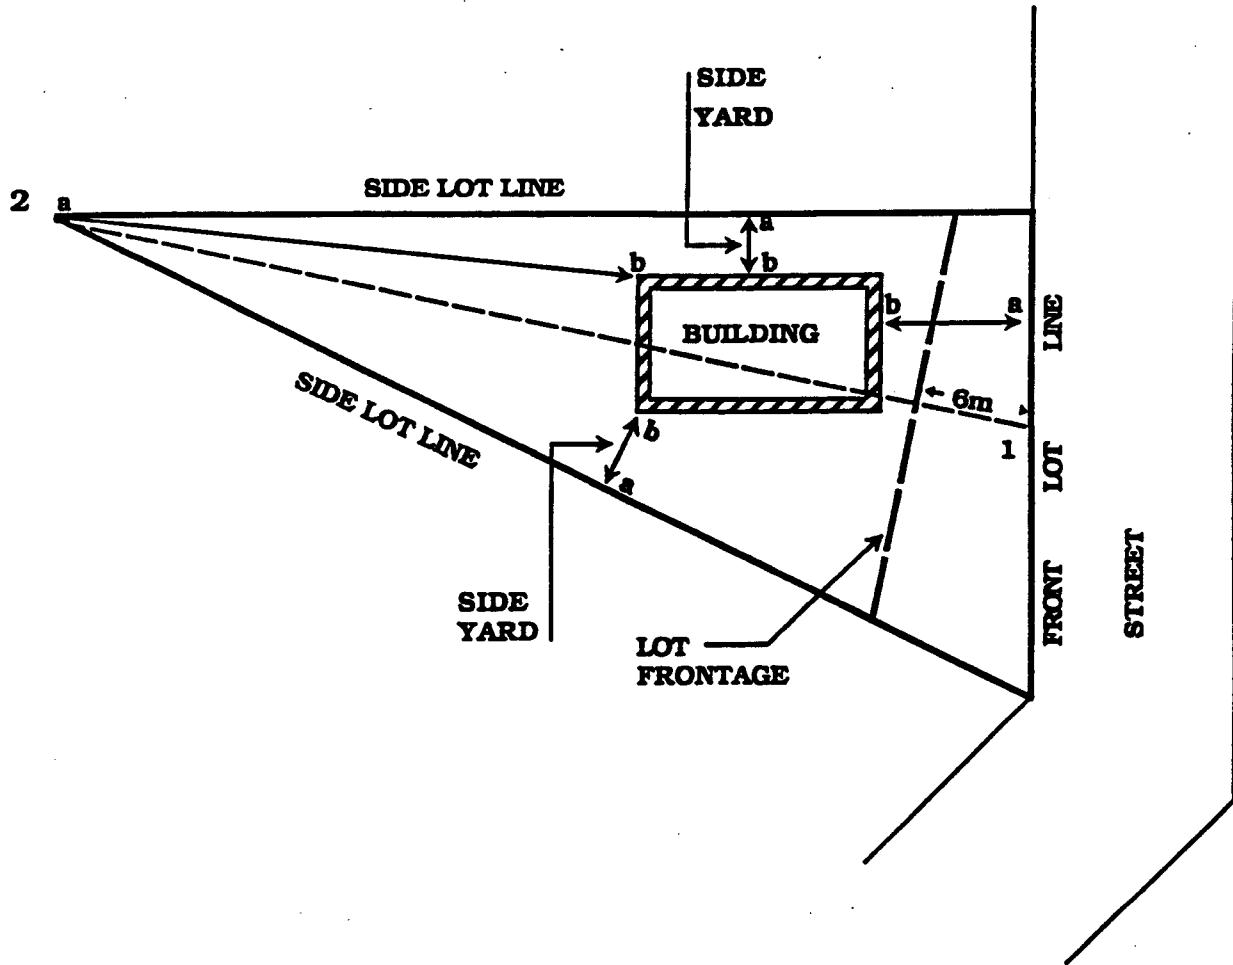 SIDE
YARD
SIDE LOT LINE
2
a
a
b
b
b
a
BUILDING
LINE
6m
SIDE LOT LINE
1
b
a
LOT
STREET
FRONT
SIDE
YARD
LOT
FRONTAGE